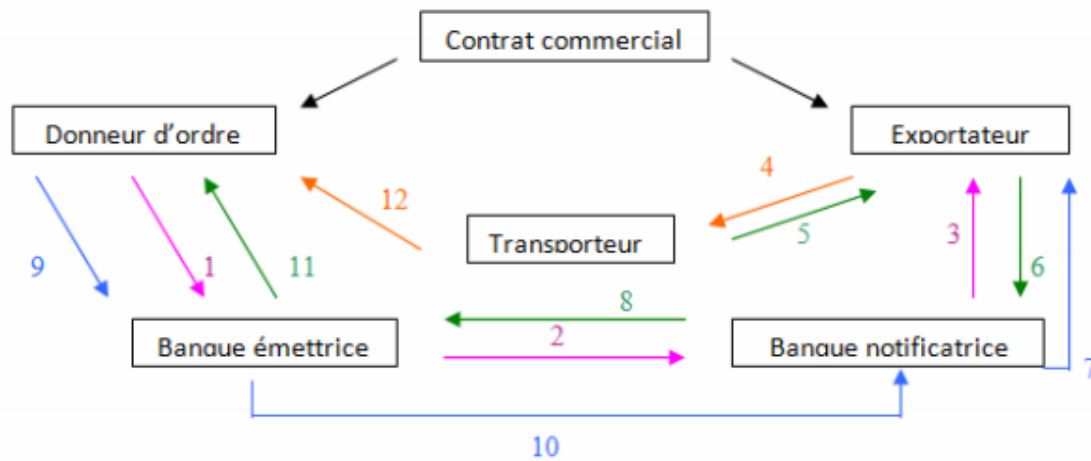 Contrat commercial
Donneur d'ordre
Exportateur
4
12
Transporteur
5
3
9
1
11
6
8
Banque émettrice
2
Banque notificatrice
7
10